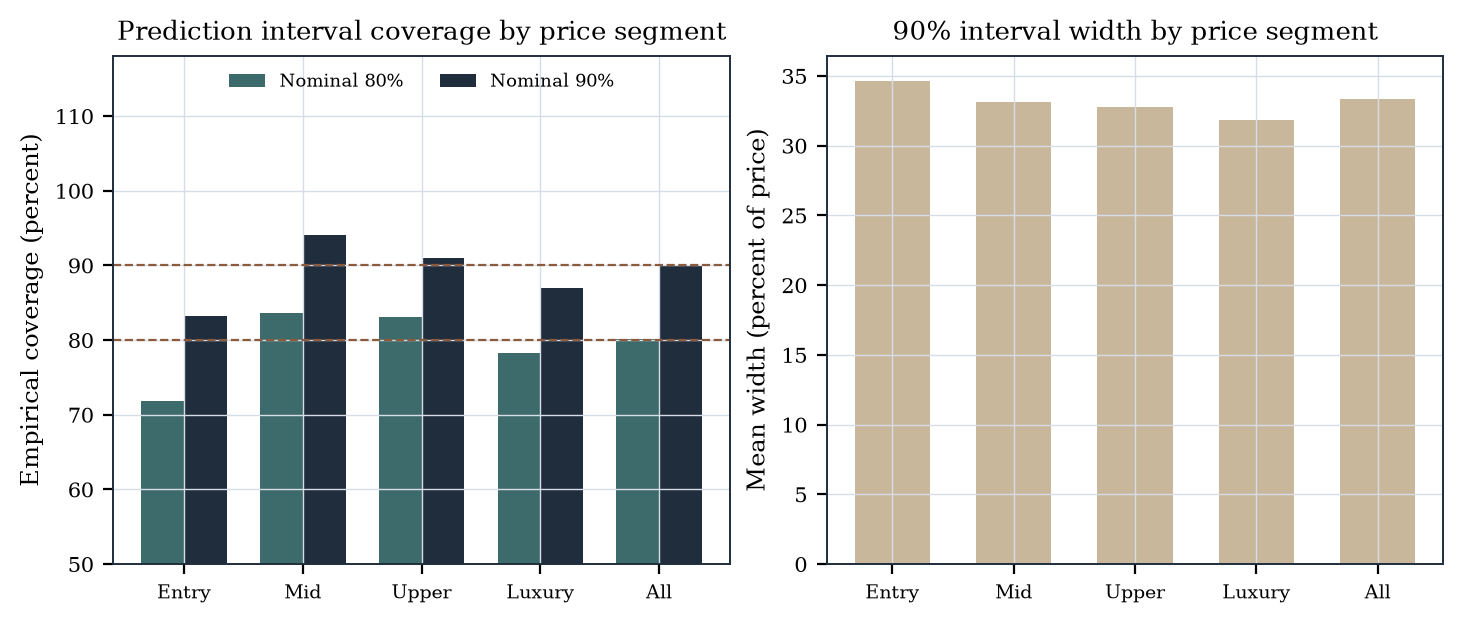 Prediction interval coverage by price segment
Nominal 80%
Nominal 90%
Empirical coverage (percent)
110
100
90
80
70
60
50
Entry
Mid
Upper
Luxury
All
90% interval width by price segment
Mean width (percent of price)
35
30
25
20
15
10
5
0
Entry
Mid
Upper
Luxury
All